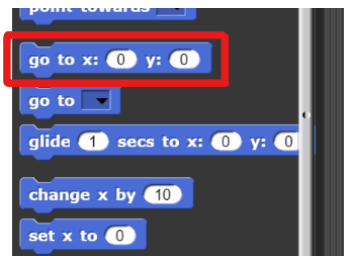 point towards
go to x: 0 y: 0
go to
glide 1 secs to x: 0 y: 0
change x by 10
set x to 0